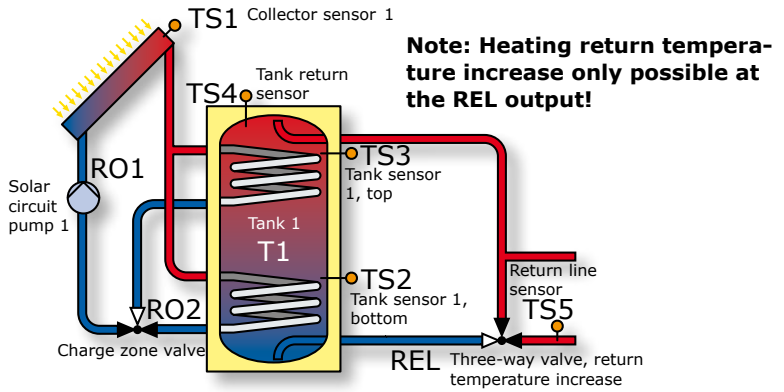 TS1 Collector sensor 1
Note: Heating return tempera-
ture increase only possible at
the REL output!
Tank return
sensor
TS4
RO1
Solar
circuit
pump 1
TS3
Tank sensor
1, top
Tank 1
T1
TS2
Tank sensor 1,
bottom
Return line
sensor
TS5
RO2
Charge zone valve
REL
Three-way valve, return
temperature increase